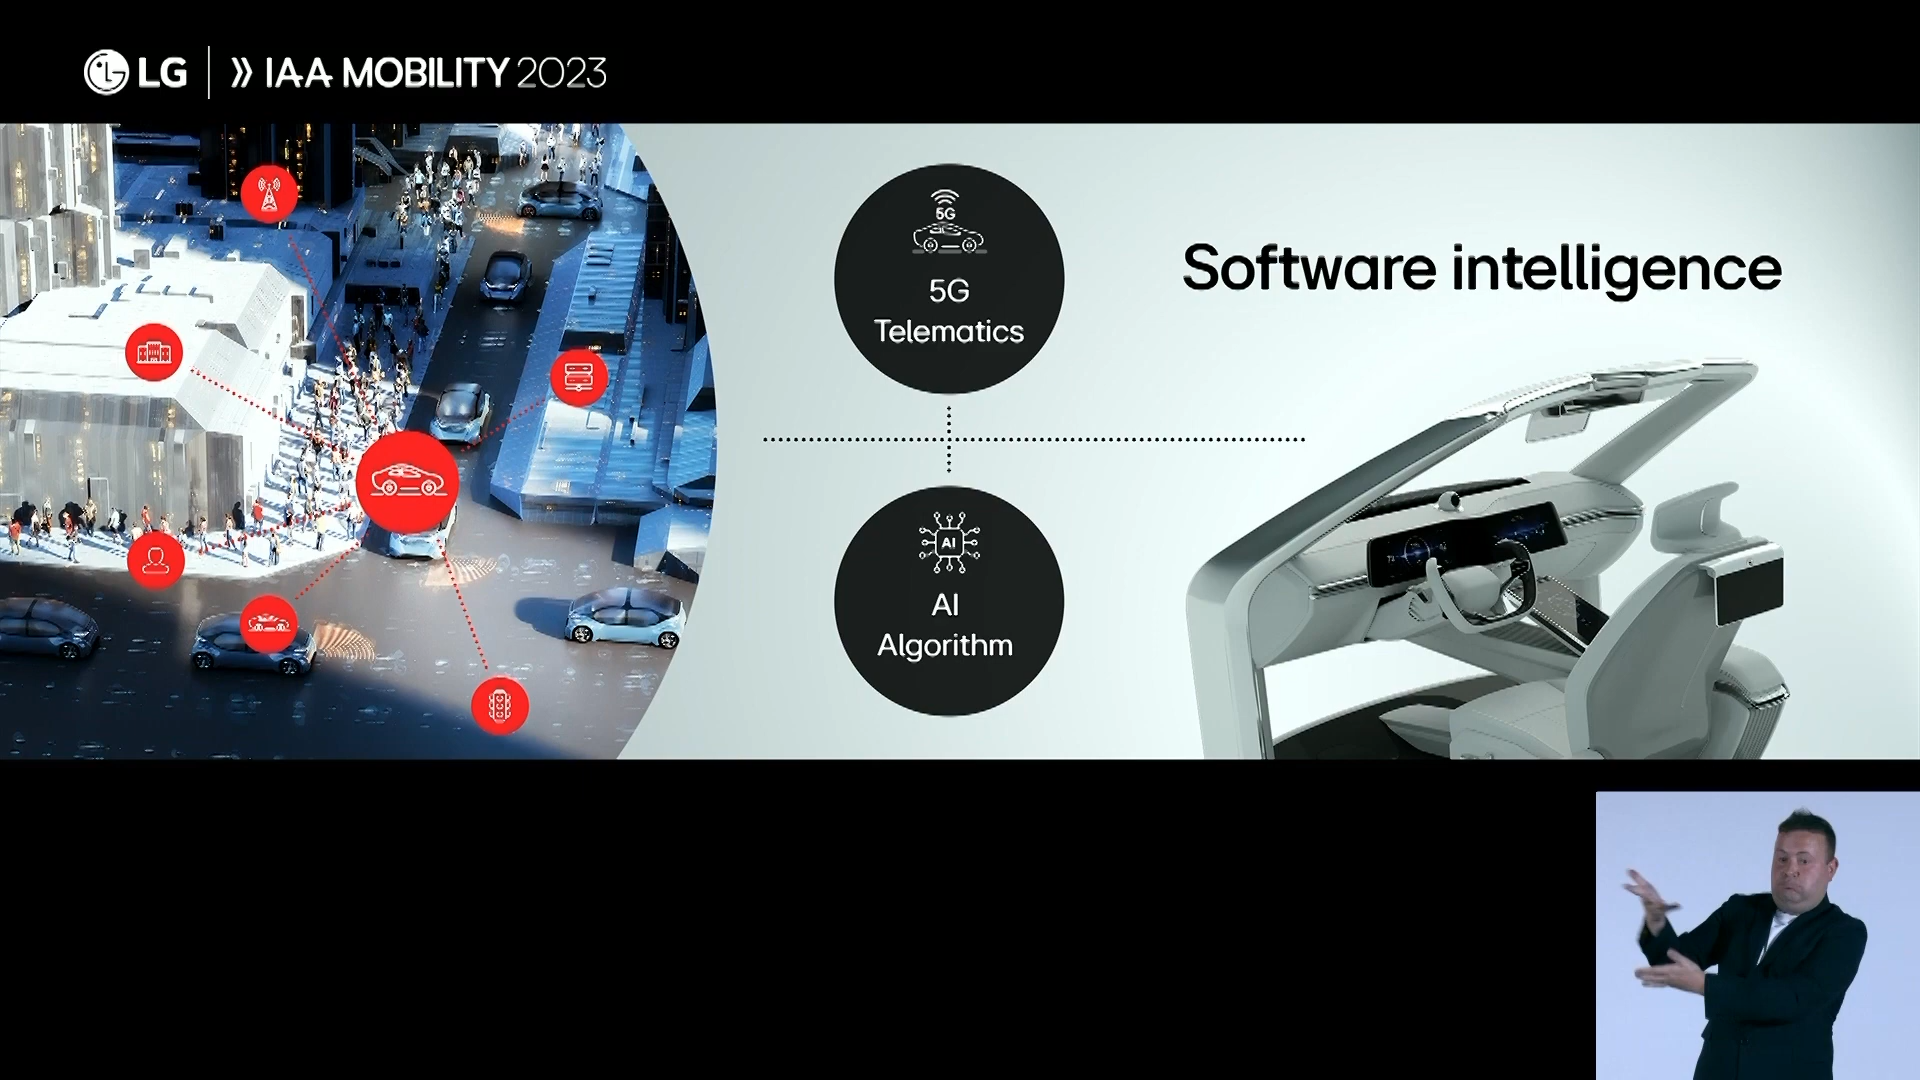 LG
IAA MOBILITY 2023
5G
5G
Telematics
Software intelligence
AI
AI
Algorithm